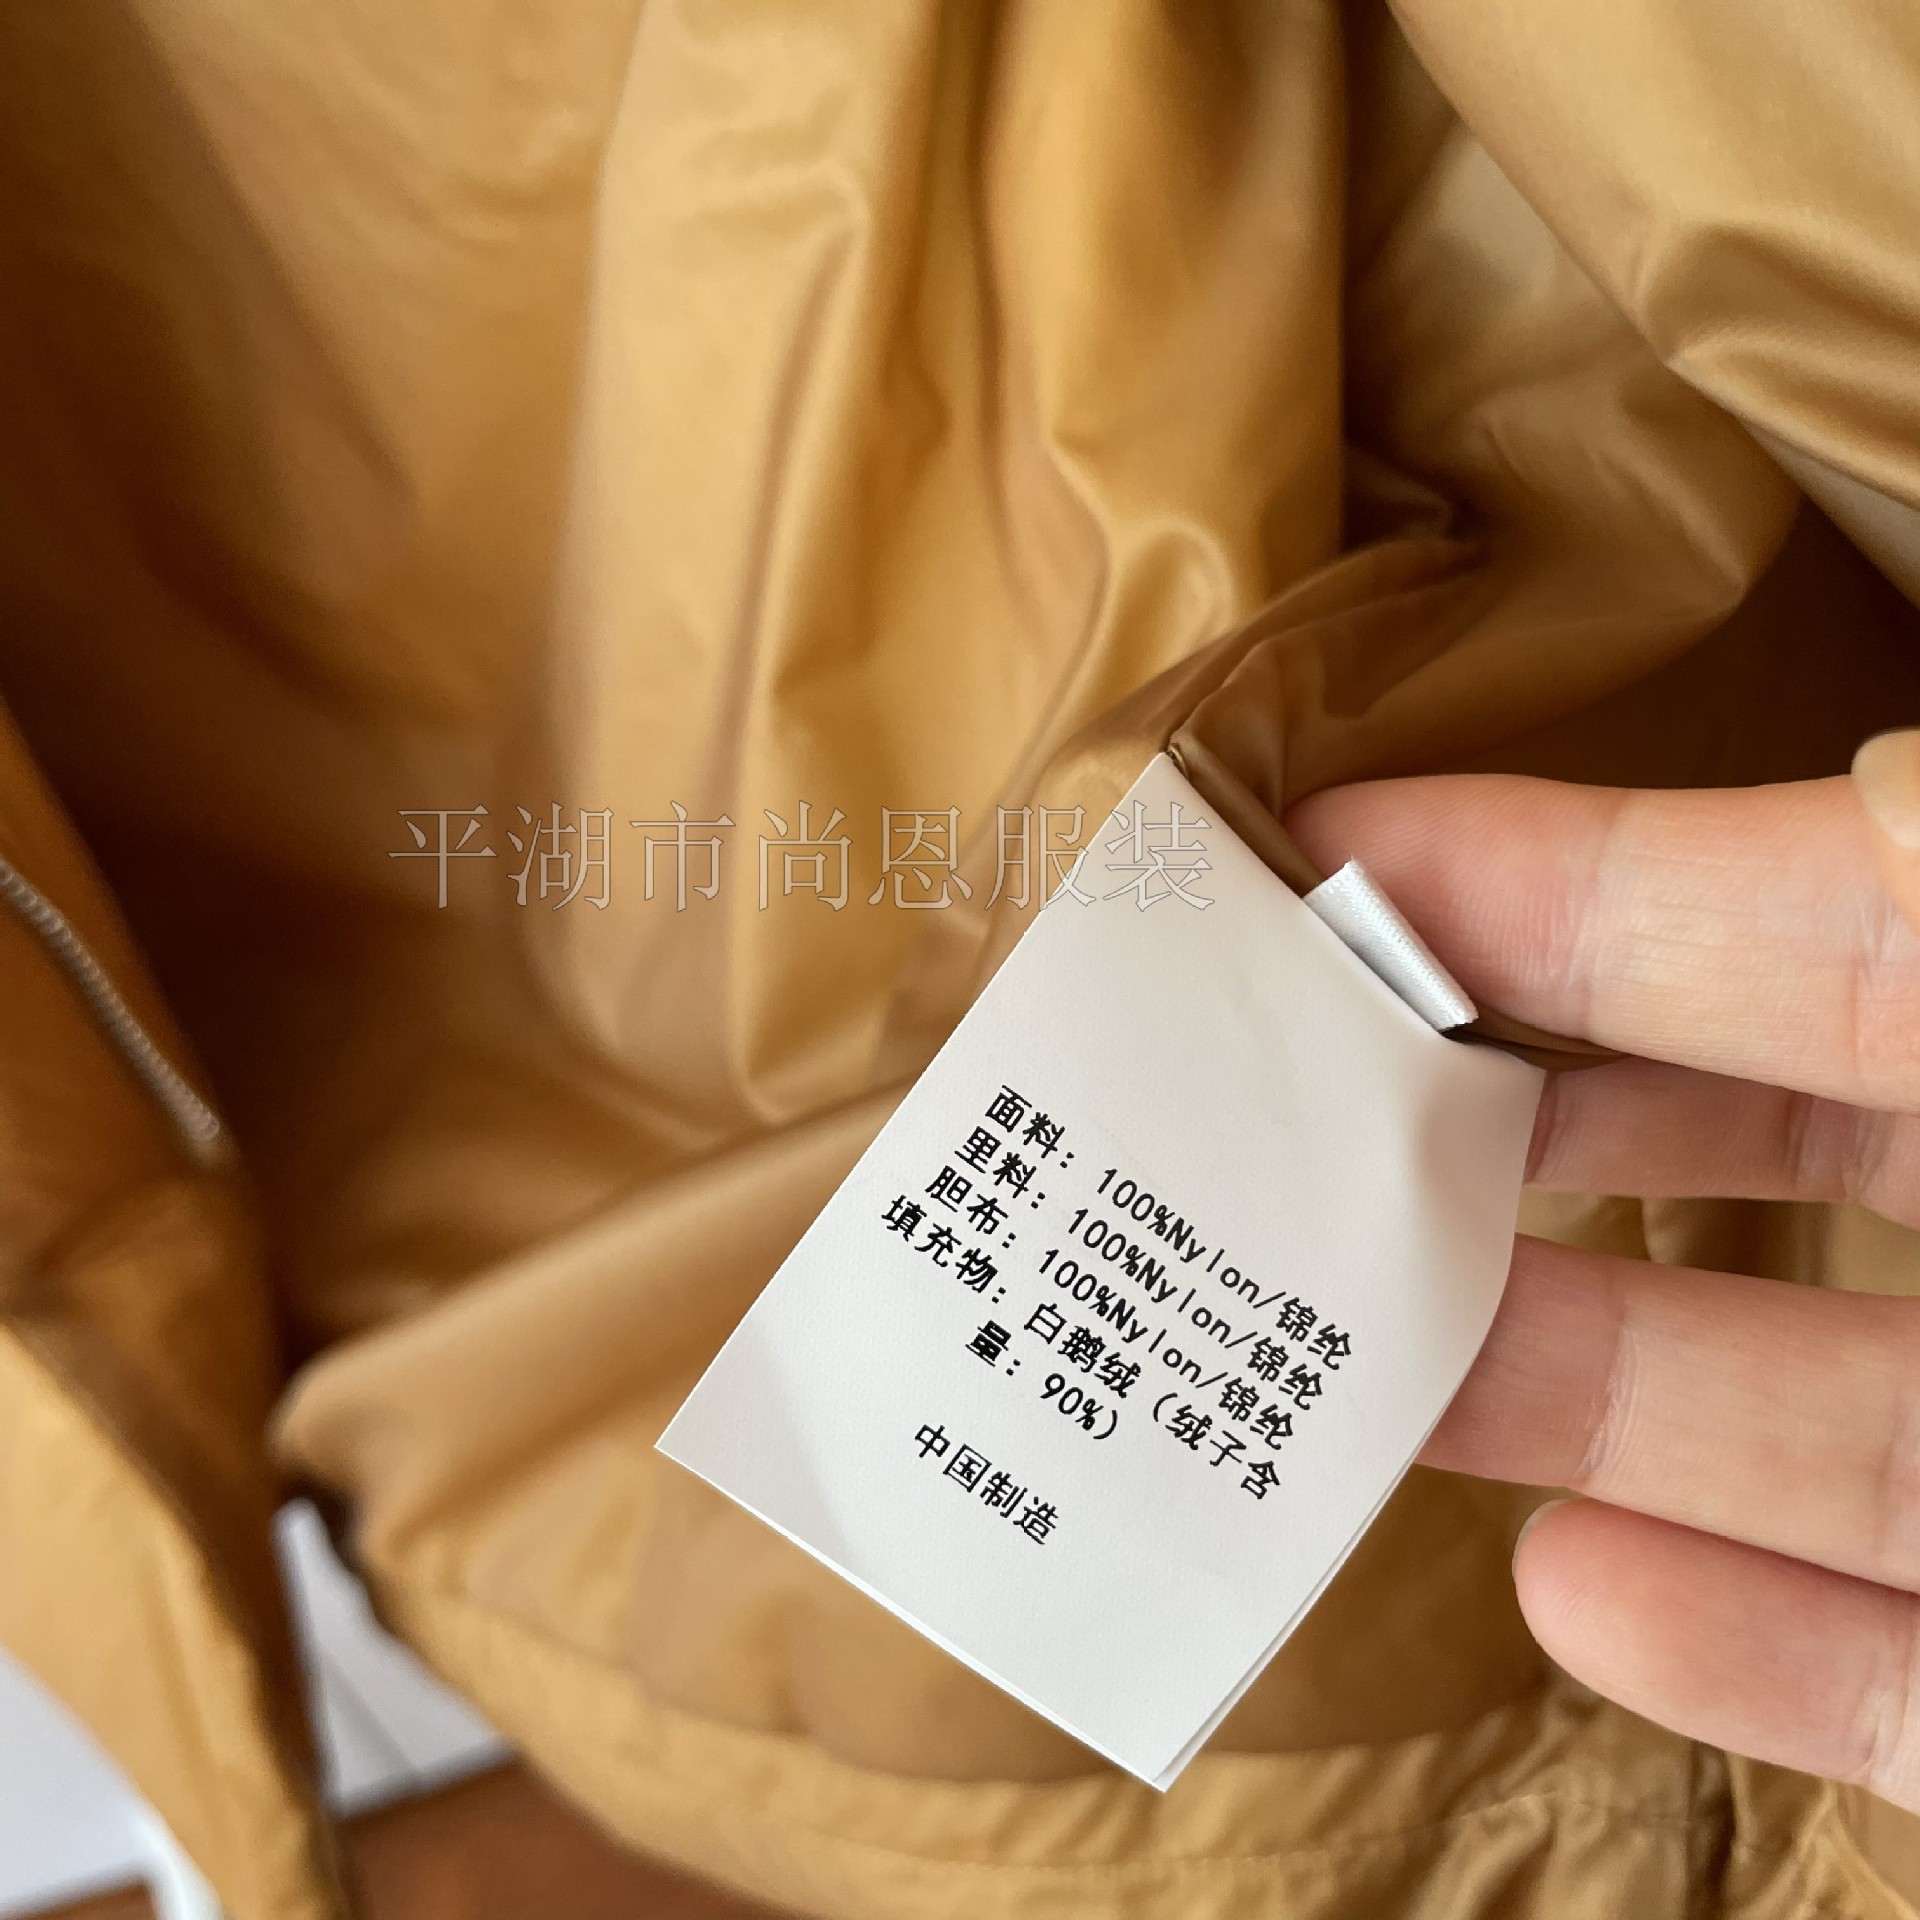 平湖市尚恩服装
面料：100%Nylon/锦纶
里料：100%Nylon/锦纶
胆布：100%Nylon/锦纶
填充物：白鹅绒（绒子含
量：90%）
中国制造